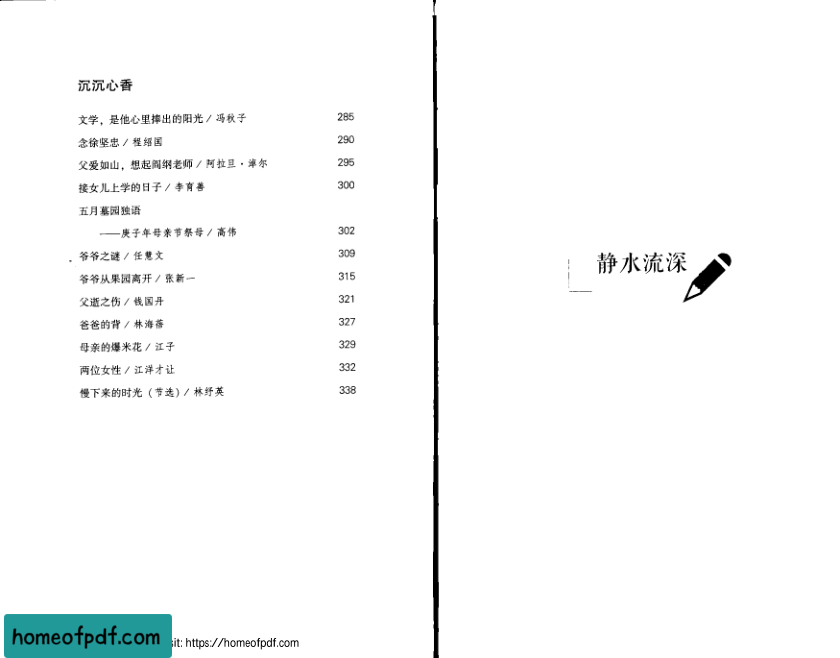 沉沉心香
文学，是他心里捧出的阳光 / 冯秋子 285
念徐坚忠 / 程绍国 290
父爱如山，想起阎纲老师 / 阿拉旦·淖尔 295
接女儿上学的日子 / 李育善 300
五月墓园独语
——庚子年母亲节祭母 / 高伟 302
爷爷之谜 / 任慧文 309
爷爷从果园离开 / 张新一 315
父逝之伤 / 钱国丹 321
爸爸的背 / 林海蓓 327
母亲的爆米花 / 江子 329
两位女性 / 江洋才让 332
慢下来的时光（节选）/ 林纾英 338
静水流深
homeofpdf.com
sit: https://homeofpdf.com